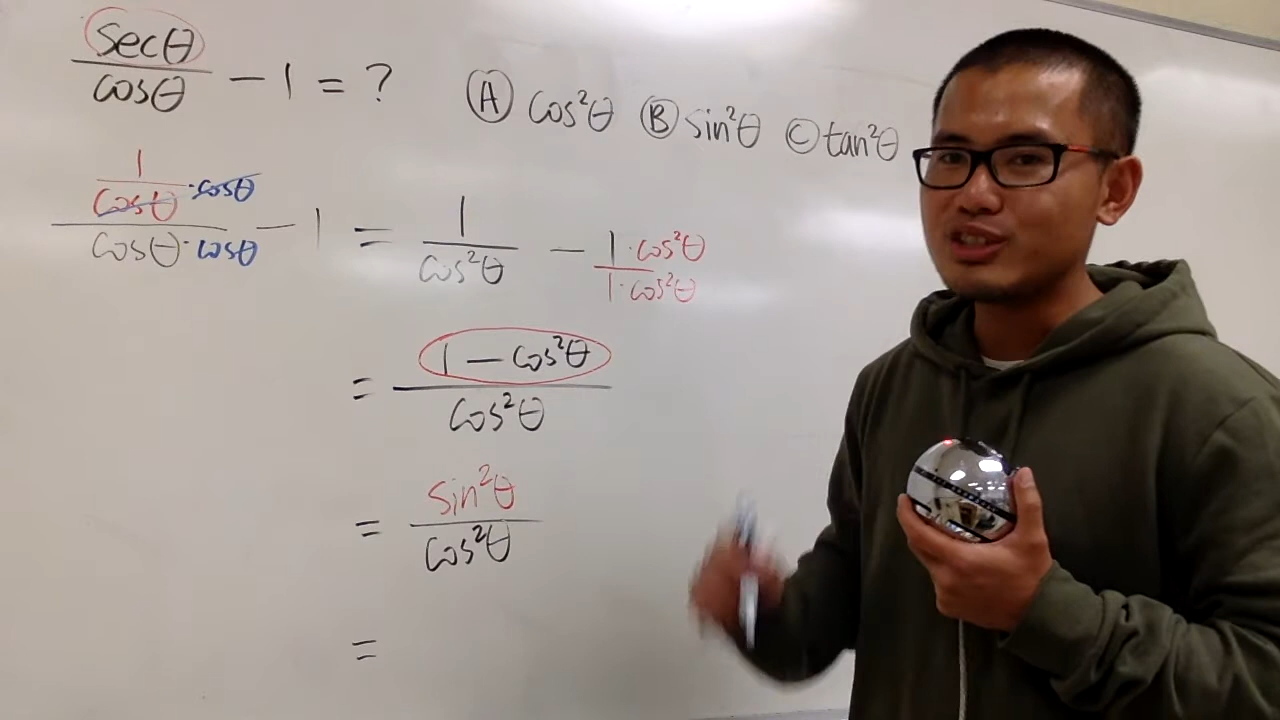 secθ/cosθ − 1 = ? Ⓐ cos²θ Ⓑ sin²θ Ⓒ tan²θ
(1/cosθ · cosθ)/(cosθ · cosθ) − 1 = 1/cos²θ − (1 · cos²θ)/(1 · cos²θ)
= (1 − cos²θ)/cos²θ
= sin²θ/cos²θ
=